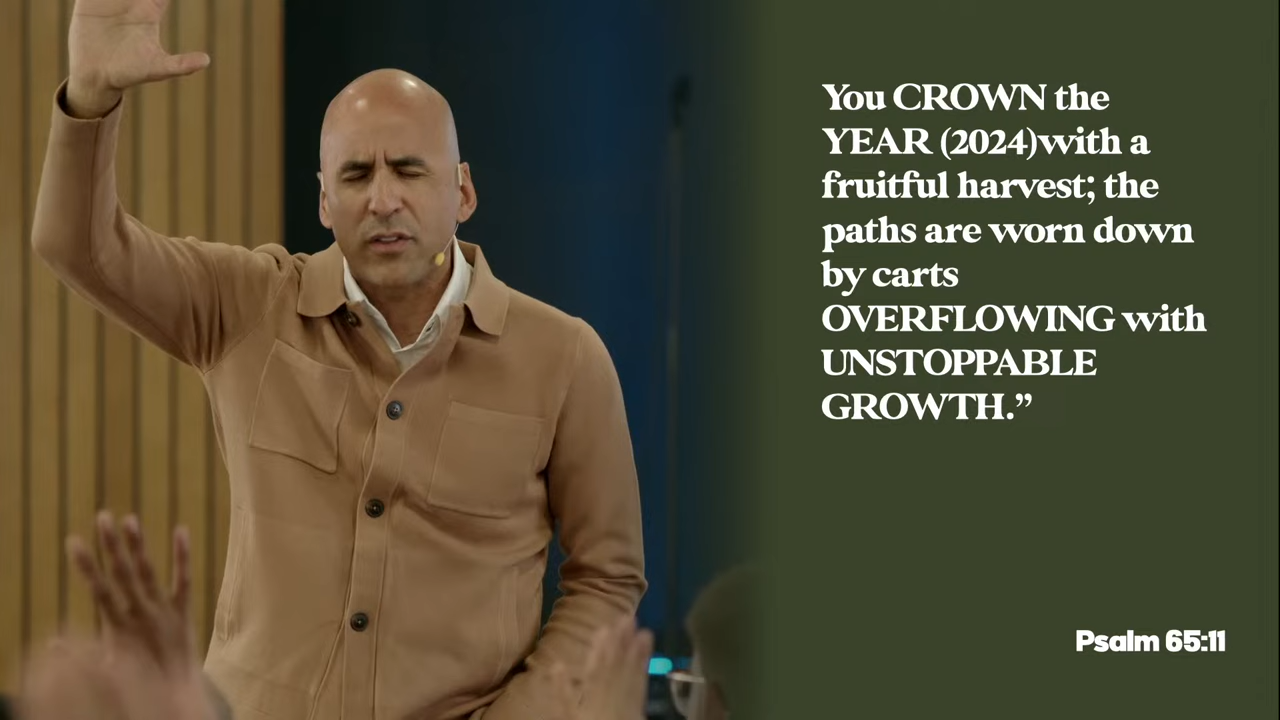 You CROWN the
YEAR (2024)with a
fruitful harvest; the
paths are worn down
by carts
OVERFLOWING with
UNSTOPPABLE
GROWTH.”
Psalm 65:11